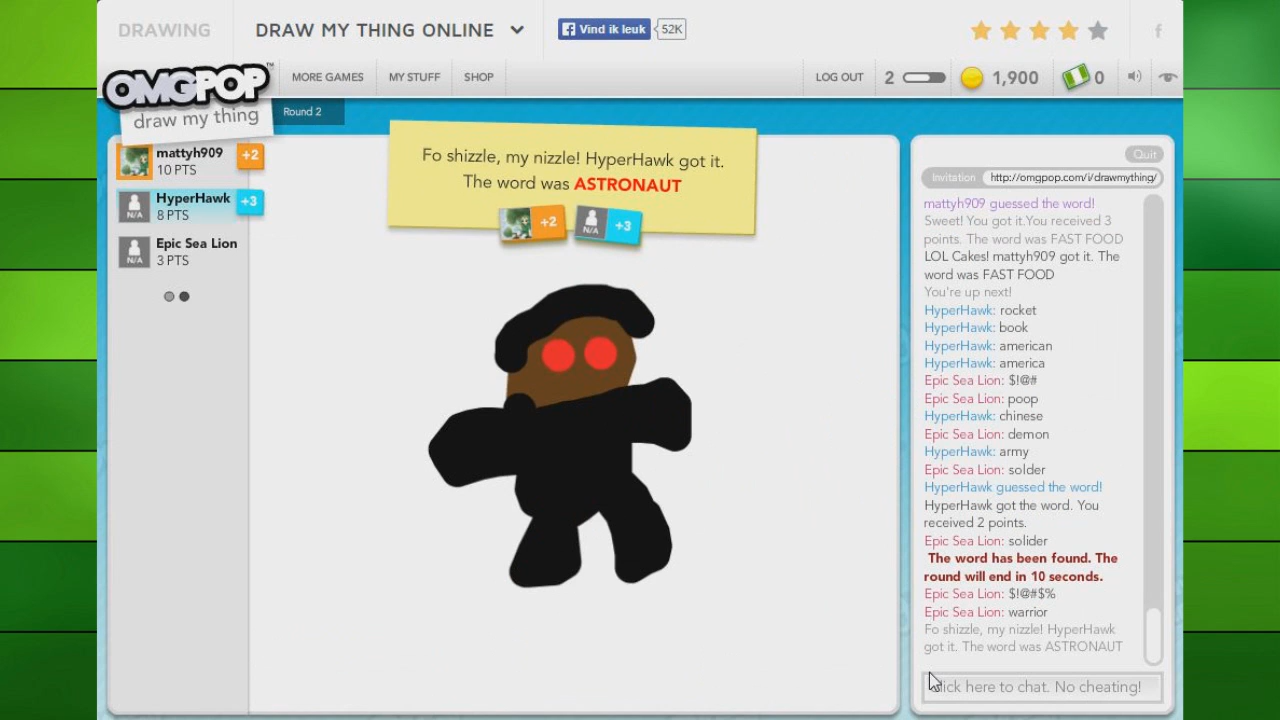 DRAWING
DRAW MY THING ONLINE
Vind ik leuk
52K
f
OMGPOP™
draw my thing
MORE GAMES
MY STUFF
SHOP
LOG OUT
2
1,900
0
Round 2
mattyh909 +2
10 PTS
HyperHawk +3
8 PTS
N/A
Epic Sea Lion
3 PTS
N/A
Fo shizzle, my nizzle! HyperHawk got it.
The word was ASTRONAUT
+2
N/A
+3
Quit
Invitation http://omgpop.com/i/drawmything/
mattyh909 guessed the word!
Sweet! You got it.You received 3
points. The word was FAST FOOD
LOL Cakes! mattyh909 got it. The
word was FAST FOOD
You're up next!
HyperHawk: rocket
HyperHawk: book
HyperHawk: american
HyperHawk: america
Epic Sea Lion: $!@#
Epic Sea Lion: poop
HyperHawk: chinese
Epic Sea Lion: demon
HyperHawk: army
Epic Sea Lion: solder
HyperHawk guessed the word!
HyperHawk got the word. You
received 2 points.
Epic Sea Lion: solider
The word has been found. The
round will end in 10 seconds.
Epic Sea Lion: $!@#$%
Epic Sea Lion: warrior
Fo shizzle, my nizzle! HyperHawk
got it. The word was ASTRONAUT
Click here to chat. No cheating!